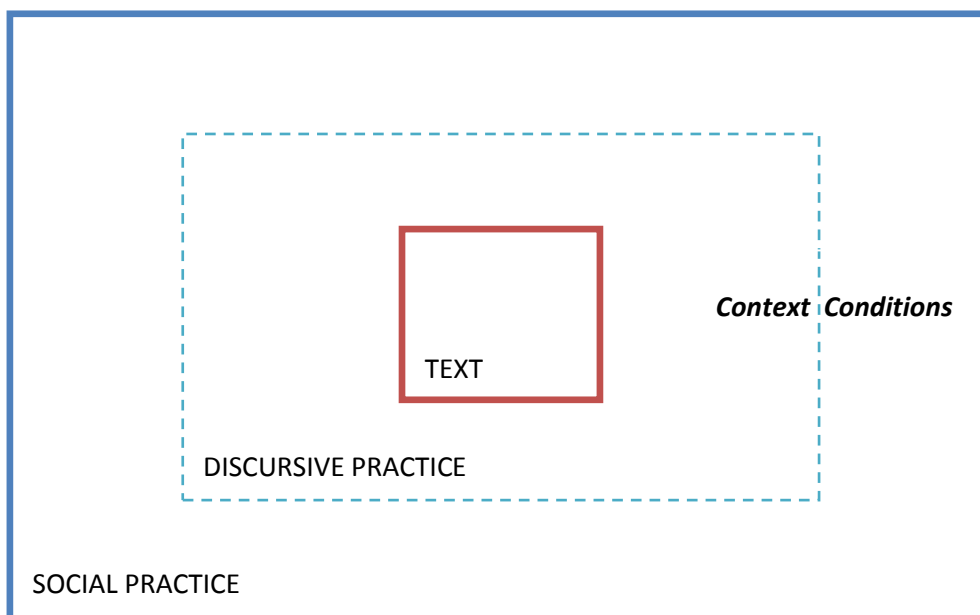 Context Conditions
TEXT
DISCURSIVE PRACTICE
SOCIAL PRACTICE